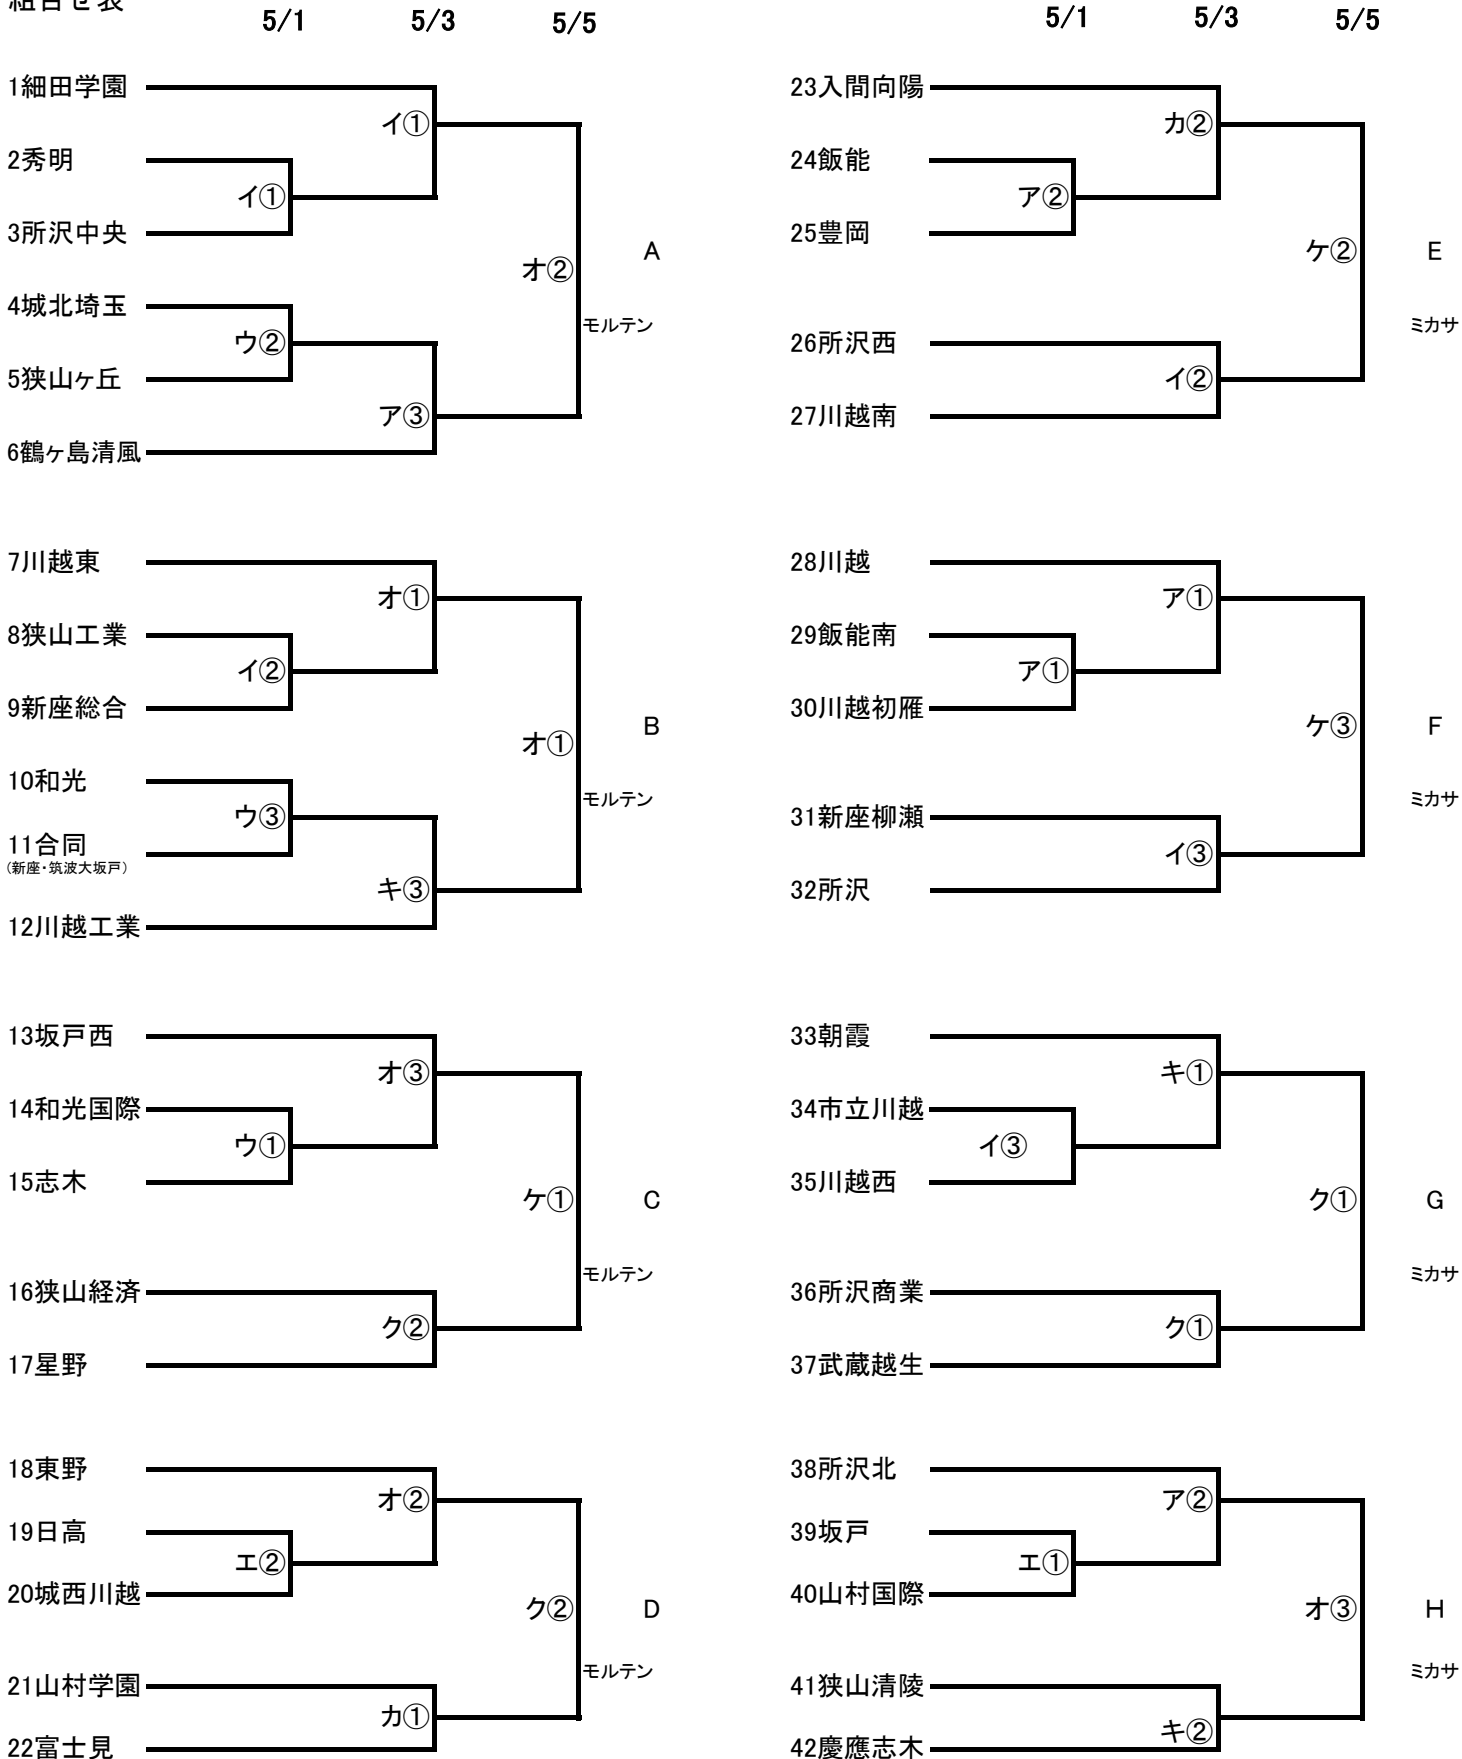 組合せ表
5/1 5/3 5/5
1細田学園
イ①
2秀明
イ①
3所沢中央
A
オ②
4城北埼玉
モルテン
ウ②
5狭山ヶ丘
ア③
6鶴ヶ島清風
7川越東
オ①
8狭山工業
イ②
9新座総合
B
オ①
10和光
モルテン
ウ③
11合同
(新座・筑波大坂戸)
キ③
12川越工業
13坂戸西
オ③
14和光国際
ウ①
15志木
ケ①
C
モルテン
16狭山経済
ク②
17星野
18東野
オ②
19日高
エ②
20城西川越
ク②
D
モルテン
21山村学園
カ①
22富士見
5/1 5/3 5/5
23入間向陽
カ②
24飯能
ア②
25豊岡
ケ②
E
ミカサ
26所沢西
イ②
27川越南
28川越
ア①
29飯能南
ア①
30川越初雁
ケ③
F
ミカサ
31新座柳瀬
イ③
32所沢
33朝霞
キ①
34市立川越
イ③
35川越西
ク①
G
ミカサ
36所沢商業
ク①
37武蔵越生
38所沢北
ア②
39坂戸
エ①
40山村国際
オ③
H
ミカサ
41狭山清陵
キ②
42慶應志木